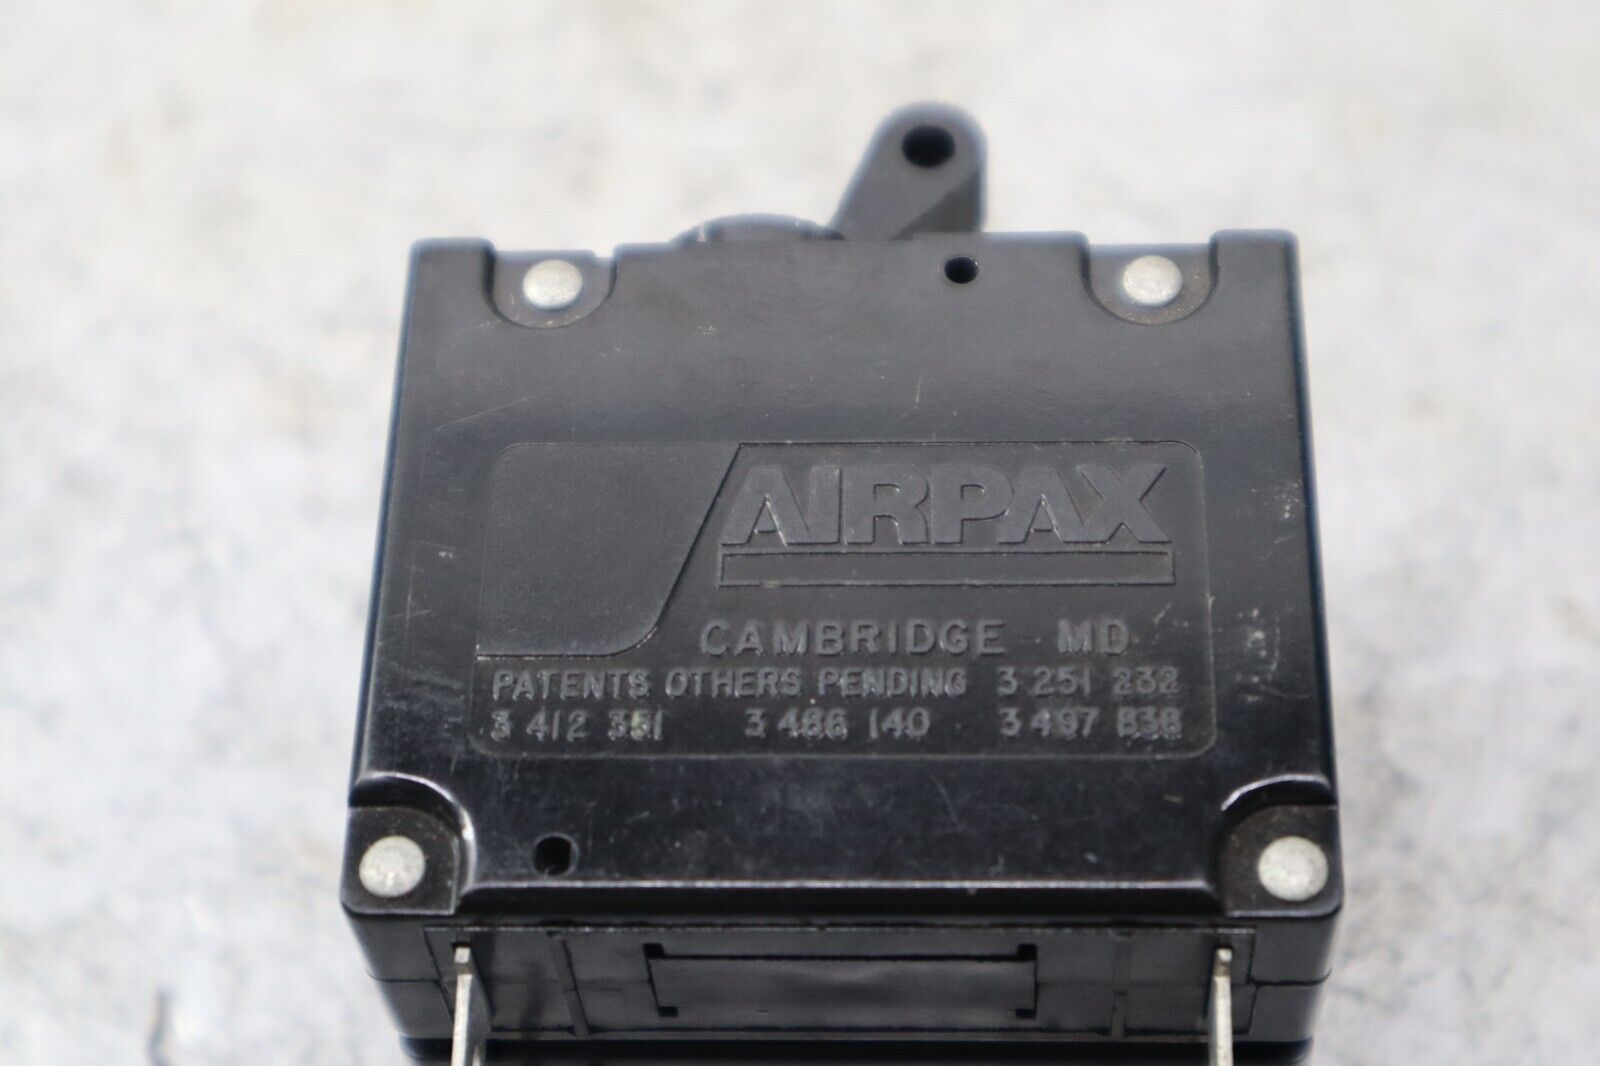 AIRPAX
CAMBRIDGE MD
PATENTS OTHERS PENDING 3 251 232
3 412 351 3 486 140 3 497 838